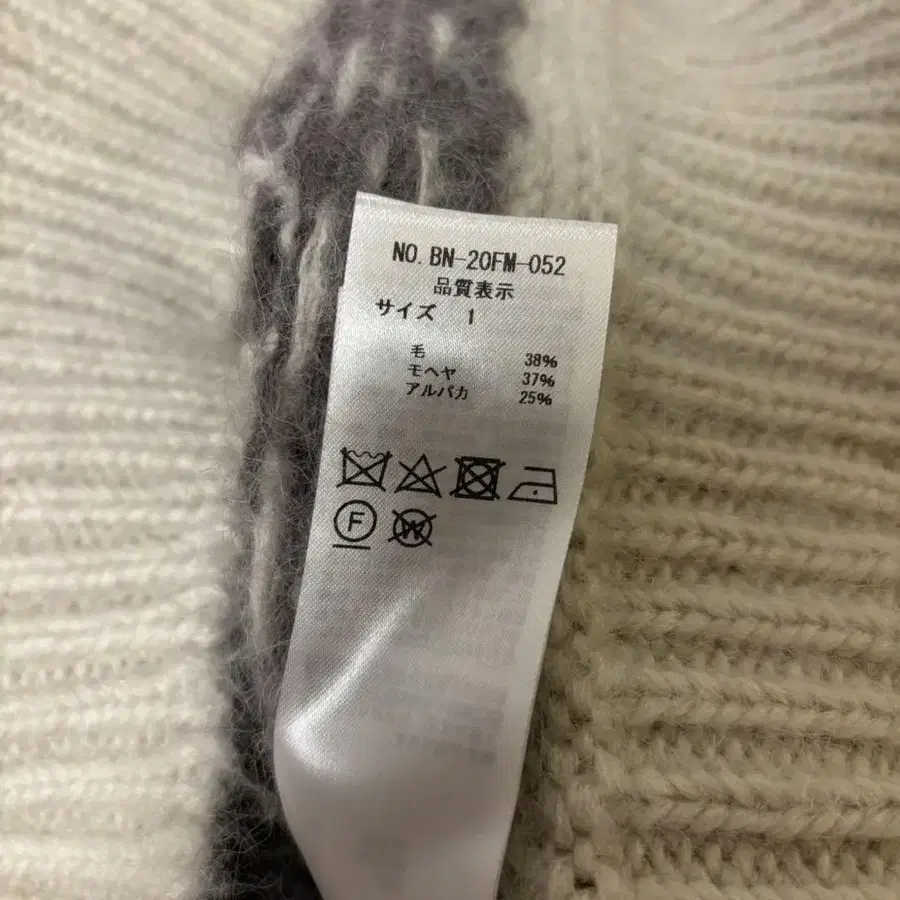 NO. BN-20FM-052
品質表示
サイズ 1
毛 38%
モヘヤ 37%
アルパカ 25%
F W